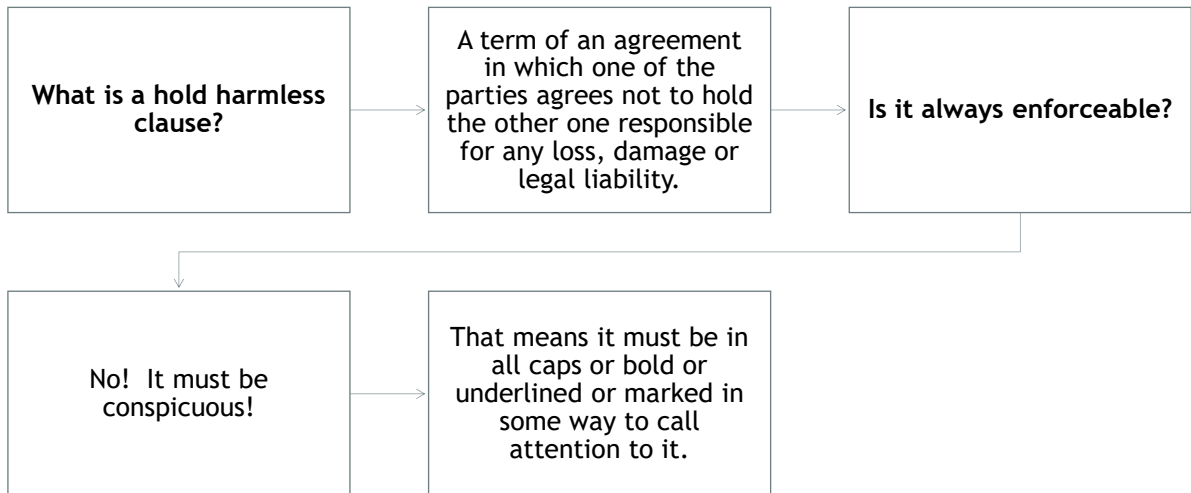 What is a hold harmless
clause?
A term of an agreement
in which one of the
parties agrees not to hold
the other one responsible
for any loss, damage or
legal liability.
Is it always enforceable?
No!  It must be
conspicuous!
That means it must be in
all caps or bold or
underlined or marked in
some way to call
attention to it.